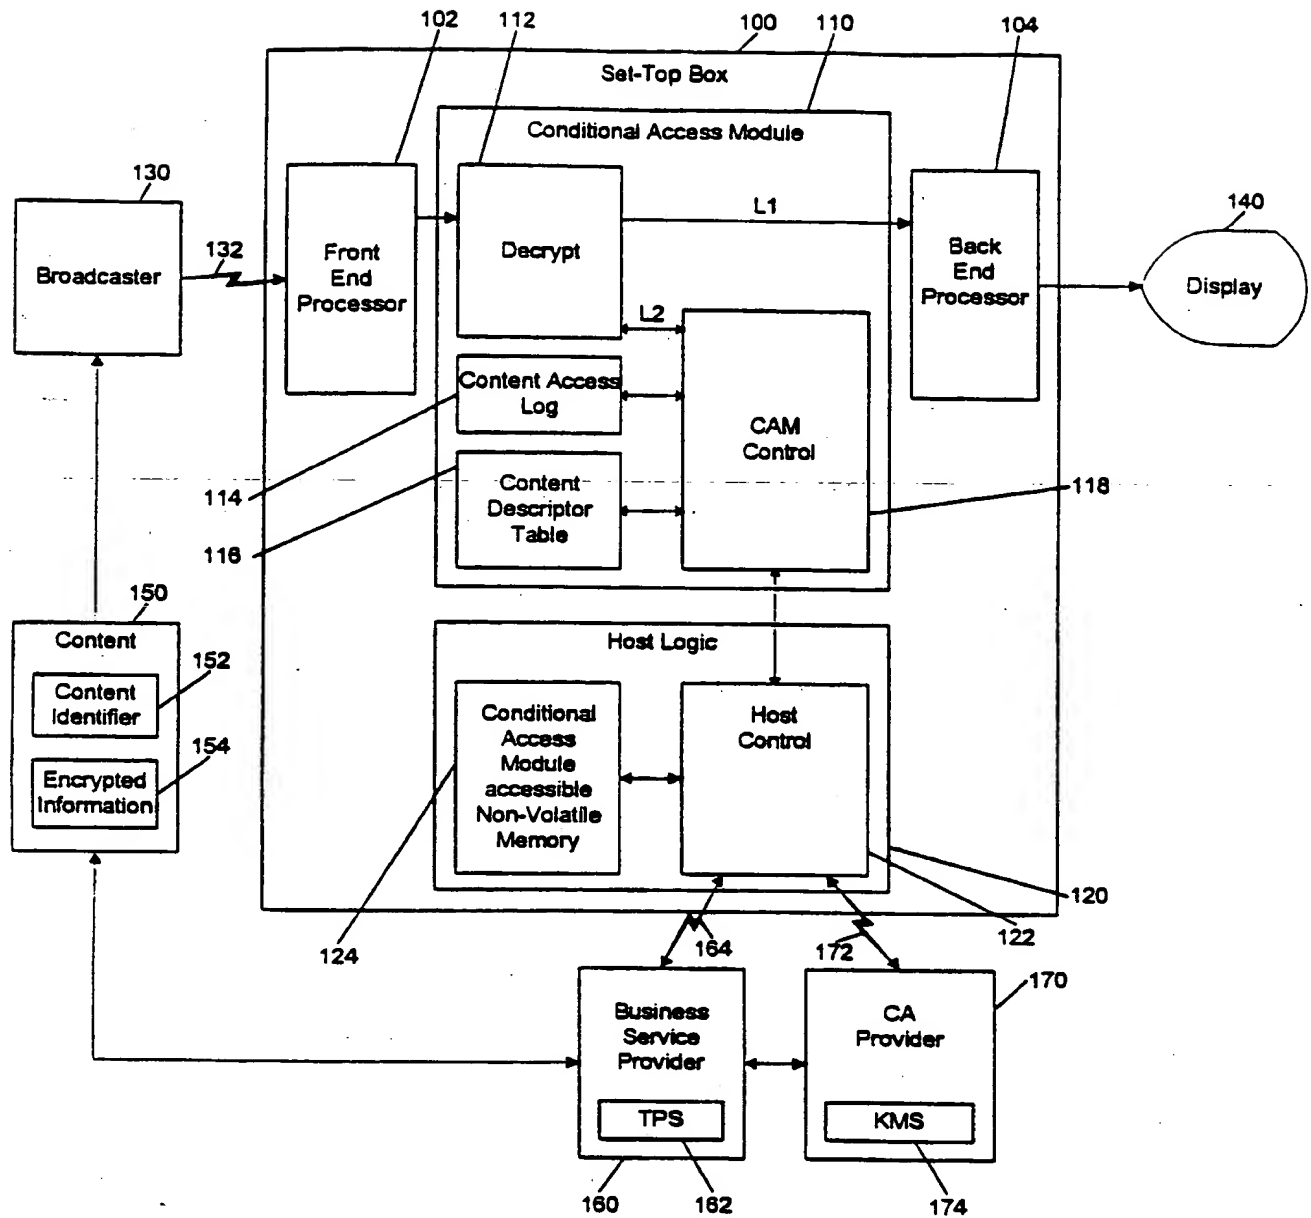 102
112
100
110
104
Set-Top Box
Conditional Access Module
130
140
L1
Decrypt
Front
End
Processor
Back
End
Processor
132
Broadcaster
Display
L2
Content Access
Log
CAM
Control
114
Content
Descriptor
Table
118
116
150
Content
Host Logic
152
Content
Identifier
Conditional
Access
Module
accessible
Non-Volatile
Memory
Host
Control
154
Encrypted
Information
120
124
164
172
122
170
Business
Service
Provider
CA
Provider
TPS
KMS
160
162
174